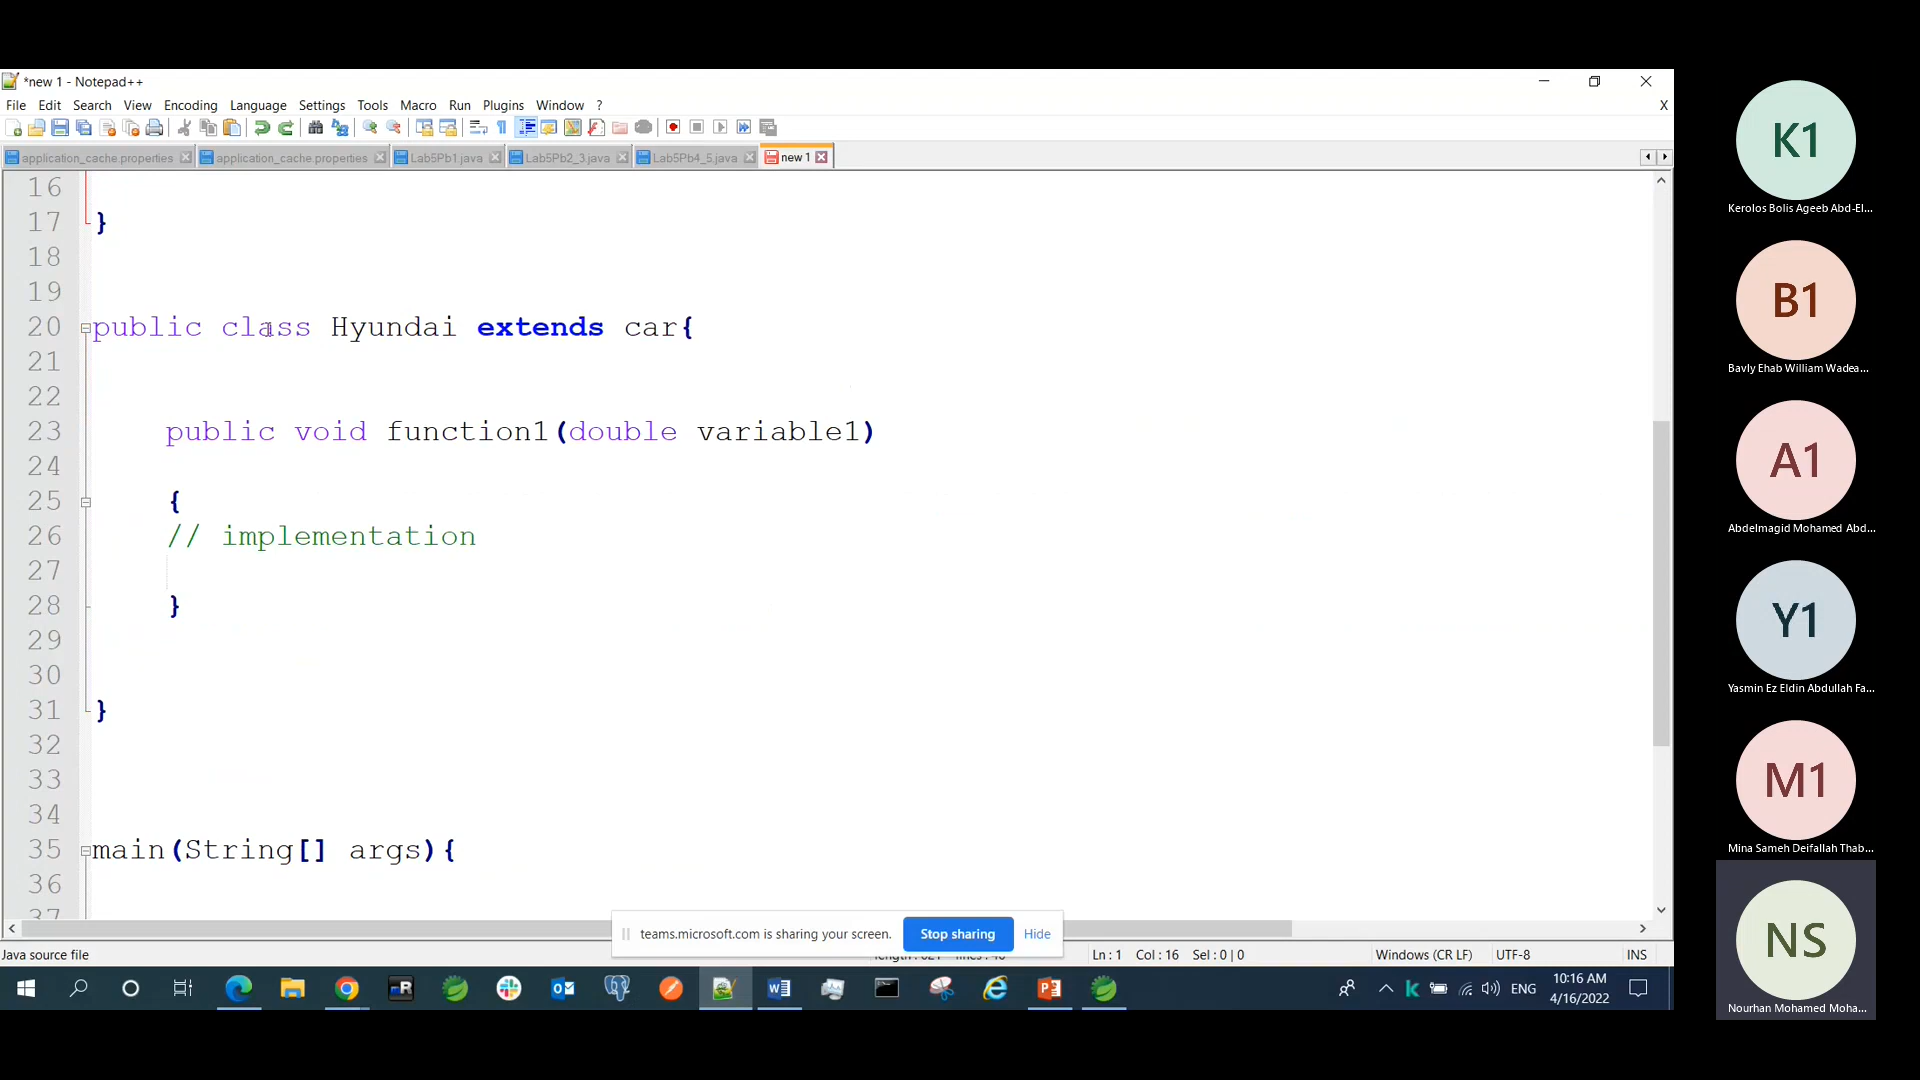 *new 1 - Notepad++
File Edit Search View Encoding Language Settings Tools Macro Run Plugins Window ? X
application_cache.properties application_cache.properties Lab5Pb1.java Lab5Pb2_3.java Lab5Pb4_5.java new 1
16
17 }
18
19
20 public class Hyundai extends car{
21
22
23 public void function1(double variable1)
24
25 {
26 // implementation
27
28 }
29
30
31 }
32
33
34
35 main(String[] args){
36
37
teams.microsoft.com is sharing your screen. Stop sharing Hide
Java source file Ln : 1 Col : 16 Sel : 0 | 0 Windows (CR LF) UTF-8 INS
ENG 10:16 AM
4/16/2022
K1
Kerolos Bolis Ageeb Abd-El...
B1
Bavly Ehab William Wadea...
A1
Abdelmagid Mohamed Abd...
Y1
Yasmin Ez Eldin Abdullah Fa...
M1
Mina Sameh Deifallah Thab...
NS
Nourhan Mohamed Moha...